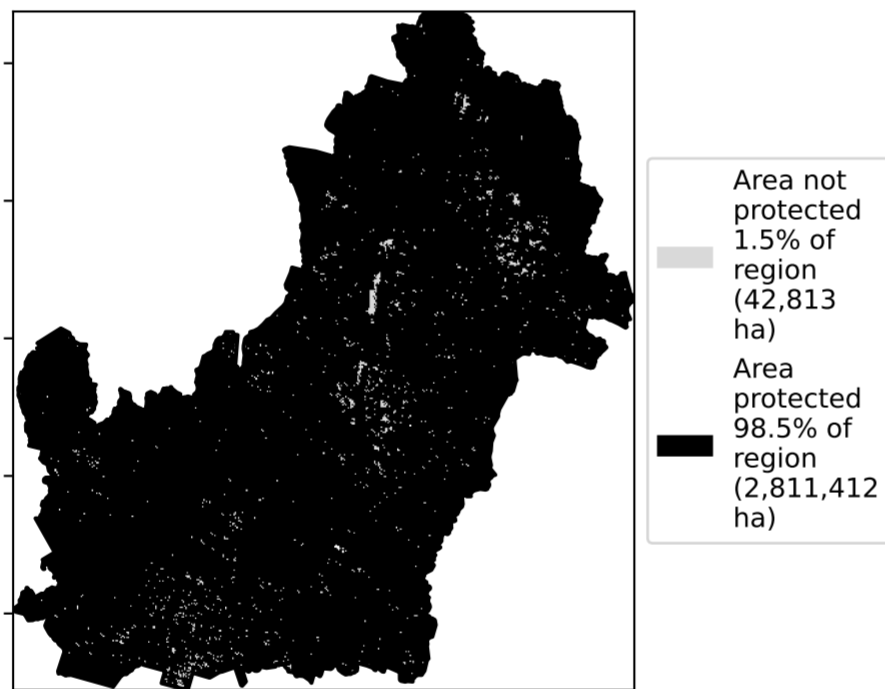 Area not
protected
1.5% of
region
(42,813
ha)
Area
protected
98.5% of
region
(2,811,412
ha)